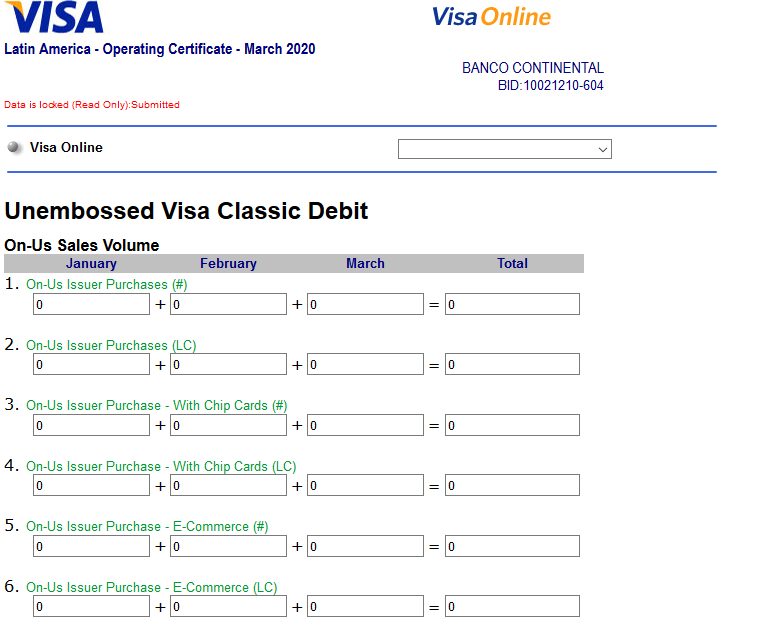 VISA
Visa Online
Latin America - Operating Certificate - March 2020
BANCO CONTINENTAL
BID:10021210-604
Data is locked (Read Only):Submitted
Visa Online
Unembossed Visa Classic Debit
On-Us Sales Volume
January February March Total
1. On-Us Issuer Purchases (#)
0 + 0 + 0 = 0
2. On-Us Issuer Purchases (LC)
0 + 0 + 0 = 0
3. On-Us Issuer Purchase - With Chip Cards (#)
0 + 0 + 0 = 0
4. On-Us Issuer Purchase - With Chip Cards (LC)
0 + 0 + 0 = 0
5. On-Us Issuer Purchase - E-Commerce (#)
0 + 0 + 0 = 0
6. On-Us Issuer Purchase - E-Commerce (LC)
0 + 0 + 0 = 0